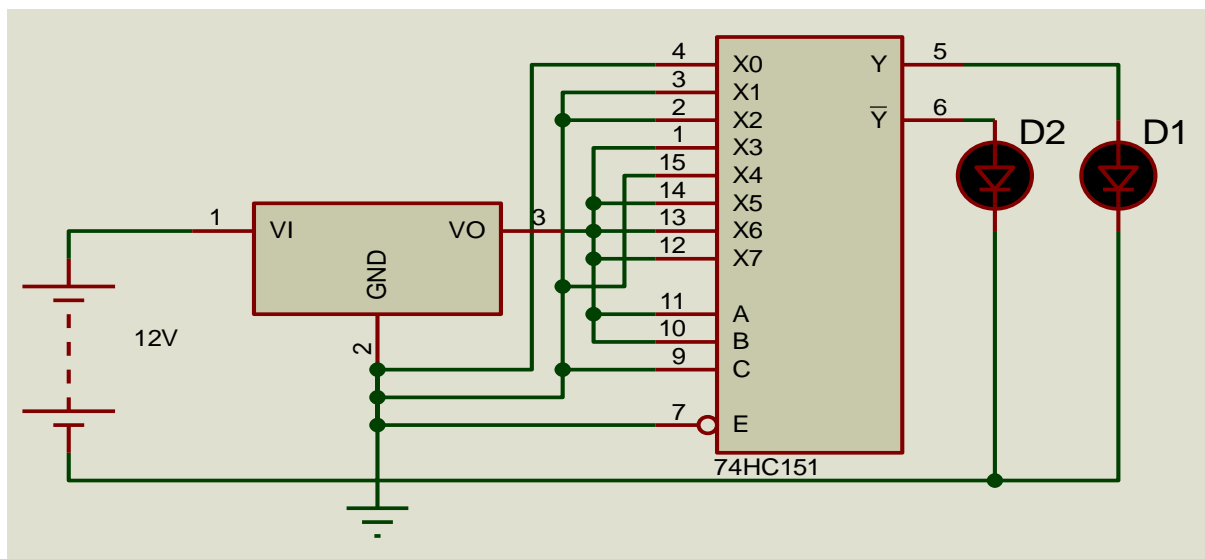 4 X0 Y 5
3 X1
2 X2 Y 6
1 X3 D2 D1
15 X4
14 X5
1 VI VO 3 13 X6
12 X7
GND
11 A
12V 10 B
2 9 C
7 E
74HC151